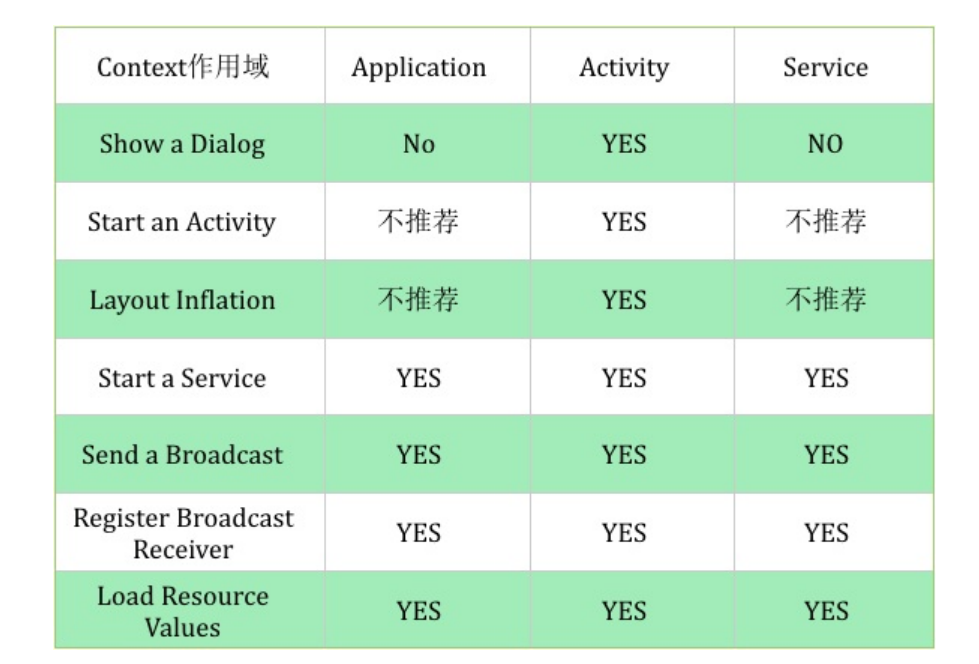 Context作用域 Application Activity Service
Show a Dialog No YES NO
Start an Activity 不推荐 YES 不推荐
Layout Inflation 不推荐 YES 不推荐
Start a Service YES YES YES
Send a Broadcast YES YES YES
Register Broadcast
Receiver YES YES YES
Load Resource
Values YES YES YES